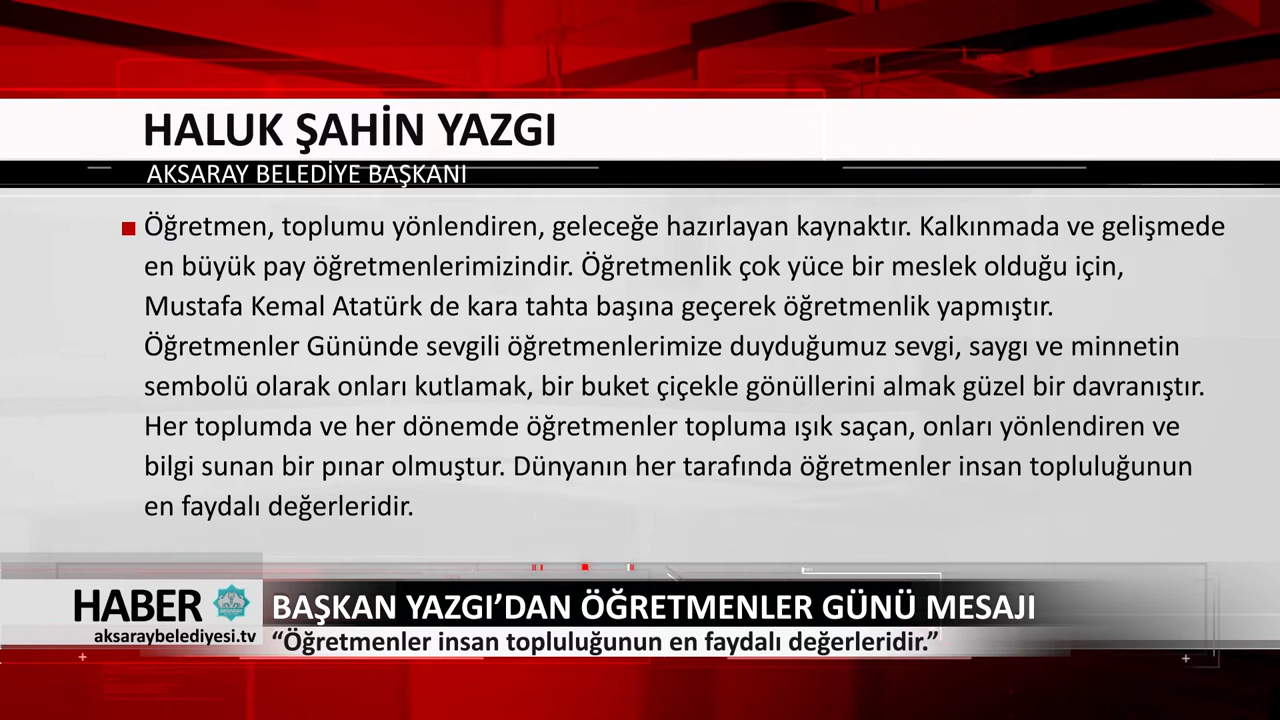 HALUK ŞAHİN YAZGI
AKSARAY BELEDİYE BAŞKANI
Öğretmen, toplumu yönlendiren, geleceğe hazırlayan kaynaktır. Kalkınmada ve gelişmede
en büyük pay öğretmenlerimizindir. Öğretmenlik çok yüce bir meslek olduğu için,
Mustafa Kemal Atatürk de kara tahta başına geçerek öğretmenlik yapmıştır.
Öğretmenler Gününde sevgili öğretmenlerimize duyduğumuz sevgi, saygı ve minnetin
sembolü olarak onları kutlamak, bir buket çiçekle gönüllerini almak güzel bir davranıştır.
Her toplumda ve her dönemde öğretmenler topluma ışık saçan, onları yönlendiren ve
bilgi sunan bir pınar olmuştur. Dünyanın her tarafında öğretmenler insan topluluğunun
en faydalı değerleridir.
HABER
aksaraybelediyesi.tv
BAŞKAN YAZGI’DAN ÖĞRETMENLER GÜNÜ MESAJI
“Öğretmenler insan topluluğunun en faydalı değerleridir.”